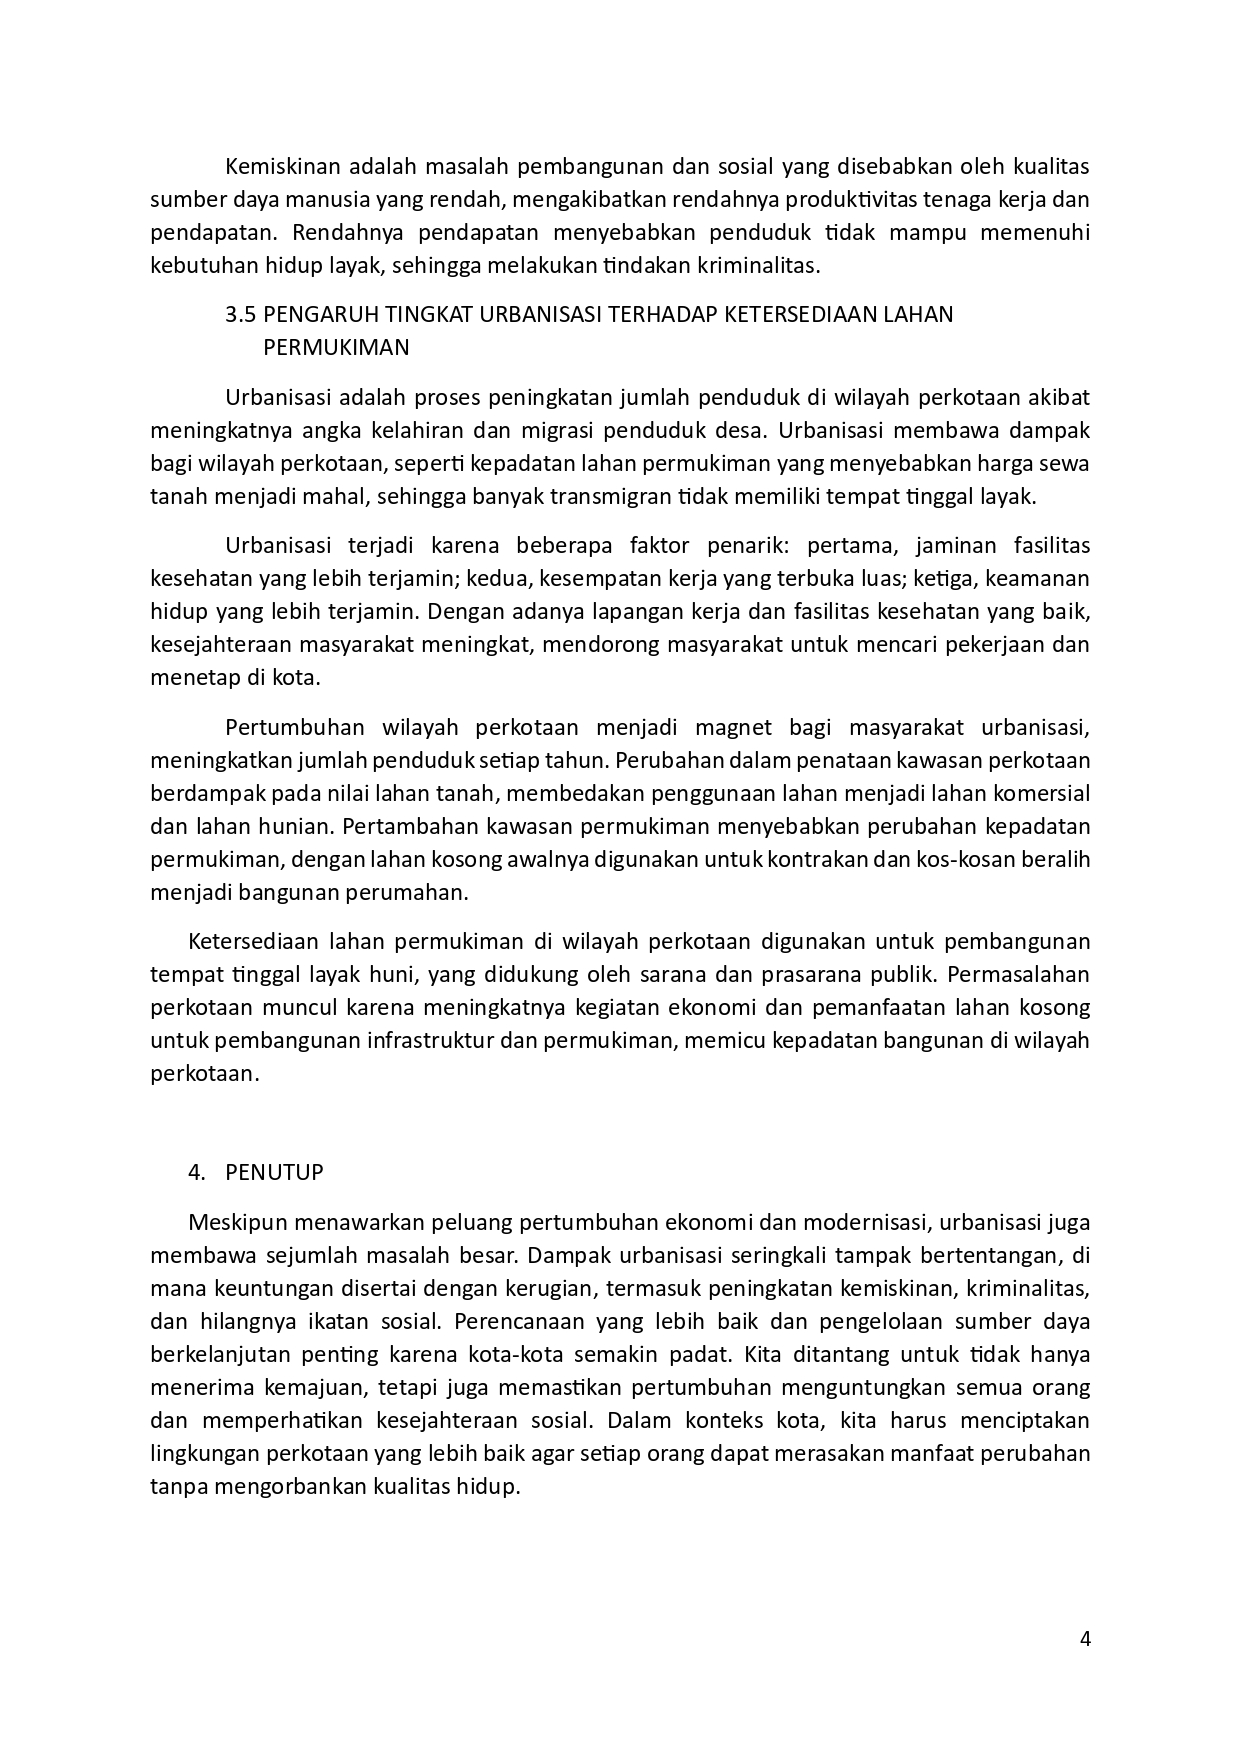 Kemiskinan adalah masalah pembangunan dan sosial yang disebabkan oleh kualitas
sumber daya manusia yang rendah, mengakibatkan rendahnya produktivitas tenaga kerja dan
pendapatan. Rendahnya pendapatan menyebabkan penduduk tidak mampu memenuhi
kebutuhan hidup layak, sehingga melakukan tindakan kriminalitas.
3.5 PENGARUH TINGKAT URBANISASI TERHADAP KETERSEDIAAN LAHAN
PERMUKIMAN
Urbanisasi adalah proses peningkatan jumlah penduduk di wilayah perkotaan akibat
meningkatnya angka kelahiran dan migrasi penduduk desa. Urbanisasi membawa dampak
bagi wilayah perkotaan, seperti kepadatan lahan permukiman yang menyebabkan harga sewa
tanah menjadi mahal, sehingga banyak transmigran tidak memiliki tempat tinggal layak.
Urbanisasi terjadi karena beberapa faktor penarik: pertama, jaminan fasilitas
kesehatan yang lebih terjamin; kedua, kesempatan kerja yang terbuka luas; ketiga, keamanan
hidup yang lebih terjamin. Dengan adanya lapangan kerja dan fasilitas kesehatan yang baik,
kesejahteraan masyarakat meningkat, mendorong masyarakat untuk mencari pekerjaan dan
menetap di kota.
Pertumbuhan wilayah perkotaan menjadi magnet bagi masyarakat urbanisasi,
meningkatkan jumlah penduduk setiap tahun. Perubahan dalam penataan kawasan perkotaan
berdampak pada nilai lahan tanah, membedakan penggunaan lahan menjadi lahan komersial
dan lahan hunian. Pertambahan kawasan permukiman menyebabkan perubahan kepadatan
permukiman, dengan lahan kosong awalnya digunakan untuk kontrakan dan kos-kosan beralih
menjadi bangunan perumahan.
Ketersediaan lahan permukiman di wilayah perkotaan digunakan untuk pembangunan
tempat tinggal layak huni, yang didukung oleh sarana dan prasarana publik. Permasalahan
perkotaan muncul karena meningkatnya kegiatan ekonomi dan pemanfaatan lahan kosong
untuk pembangunan infrastruktur dan permukiman, memicu kepadatan bangunan di wilayah
perkotaan.
4. PENUTUP
Meskipun menawarkan peluang pertumbuhan ekonomi dan modernisasi, urbanisasi juga
membawa sejumlah masalah besar. Dampak urbanisasi seringkali tampak bertentangan, di
mana keuntungan disertai dengan kerugian, termasuk peningkatan kemiskinan, kriminalitas,
dan hilangnya ikatan sosial. Perencanaan yang lebih baik dan pengelolaan sumber daya
berkelanjutan penting karena kota-kota semakin padat. Kita ditantang untuk tidak hanya
menerima kemajuan, tetapi juga memastikan pertumbuhan menguntungkan semua orang
dan memperhatikan kesejahteraan sosial. Dalam konteks kota, kita harus menciptakan
lingkungan perkotaan yang lebih baik agar setiap orang dapat merasakan manfaat perubahan
tanpa mengorbankan kualitas hidup.
4